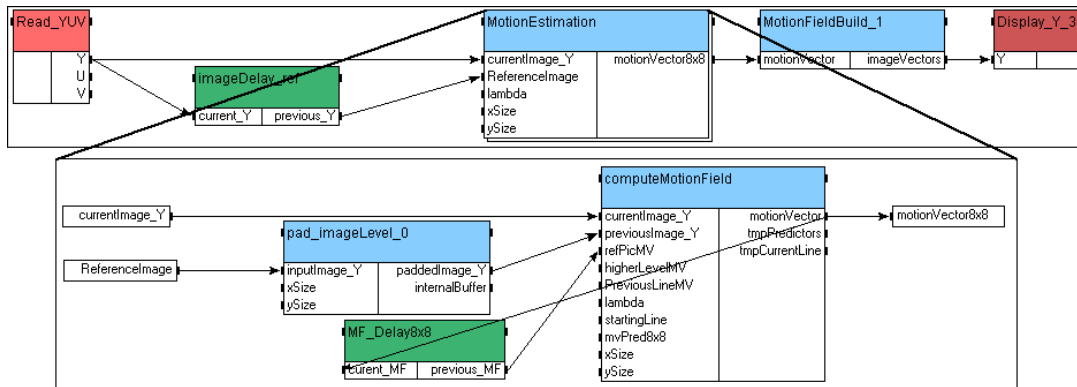 Read_YUV
Y
U
V
imageDelay_ref
current_Y previous_Y
MotionEstimation
currentImage_Y motionVector8x8
ReferenceImage
lambda
xSize
ySize
MotionFieldBuild_1
motionVector imageVectors
Display_Y_3
Y
currentImage_Y
ReferenceImage
pad_imageLevel_0
inputImage_Y paddedImage_Y
xSize internalBuffer
ySize
MF_Delay8x8
curent_MF previous_MF
computeMotionField
currentImage_Y motionVector
previousImage_Y tmpPredictors
refPicMV tmpCurrentLine
higherLevelMV
PreviousLineMV
lambda
startingLine
mvPred8x8
xSize
ySize
motionVector8x8